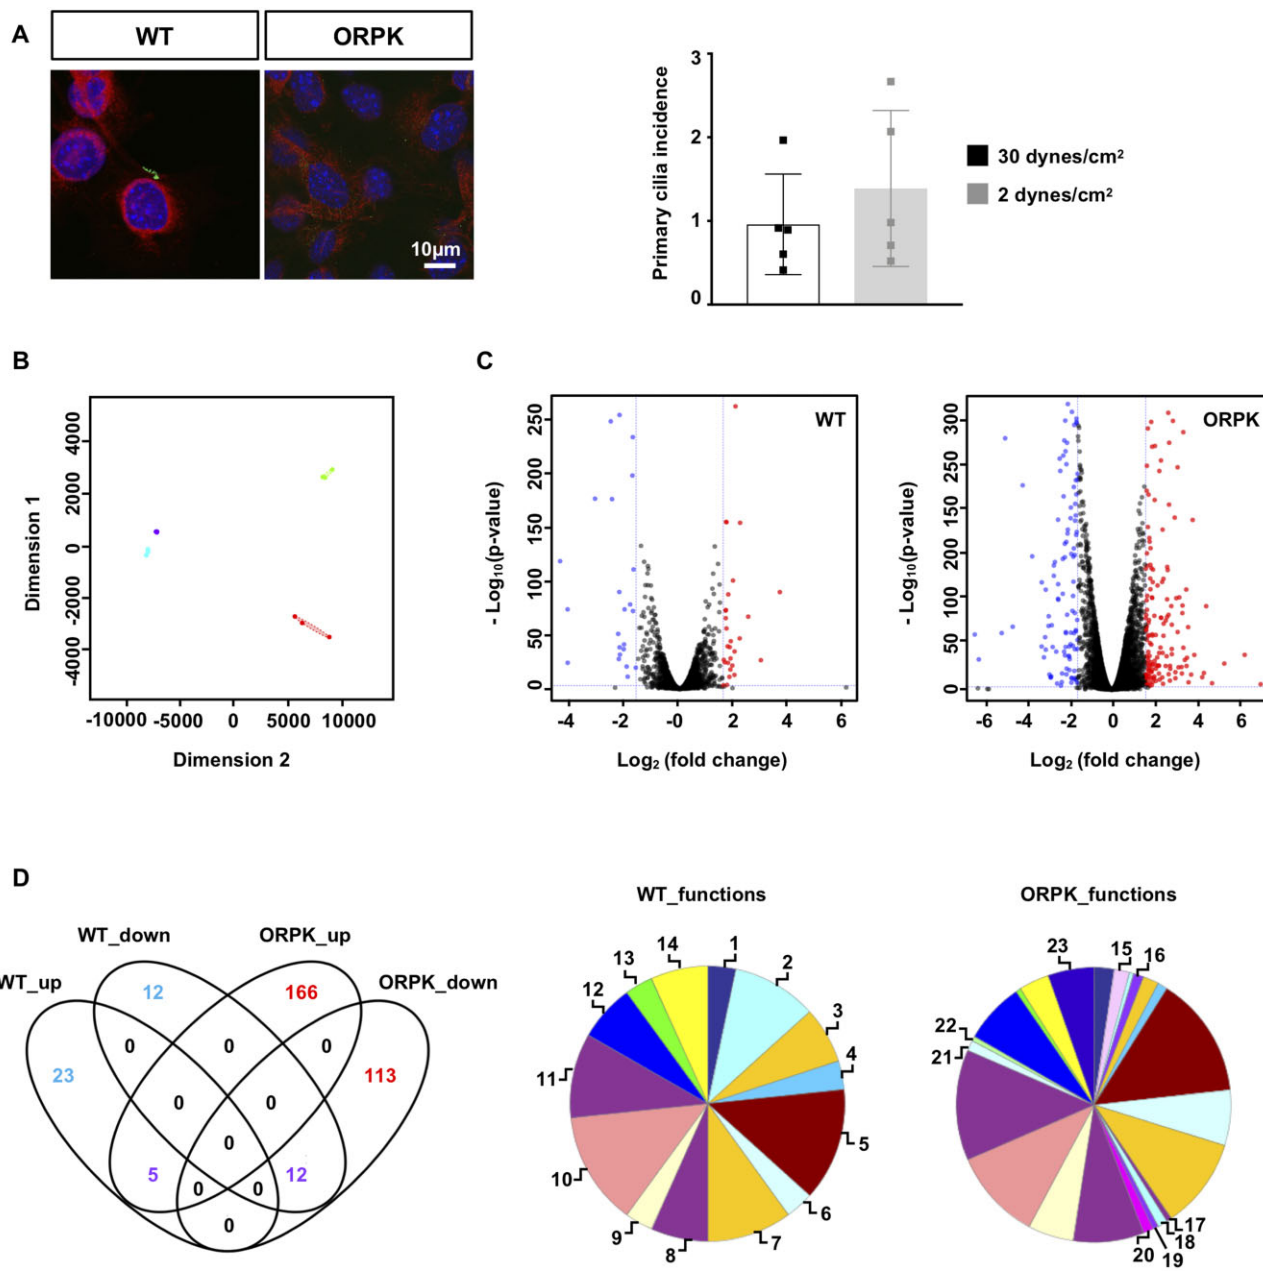 A
WT
ORPK
10µm
Primary cilia incidence
3
2
1
0
30 dynes/cm²
2 dynes/cm²
B
Dimension 1
4000
2000
0
-2000
-4000
-10000 -5000 0 5000 10000
Dimension 2
C
WT
- Log₁₀(p-value)
250
200
150
100
50
0
-4 -2 -0 2 4 6
Log₂ (fold change)
ORPK
- Log₁₀(p-value)
300
250
150
200
100
50
0
-6 -4 -2 0 2 4 6
Log₂ (fold change)
D
WT_up
WT_down
ORPK_up
ORPK_down
12
166
0 0 0
23
113
0 0
0
5
12
0 0
0
WT_functions
1
2
3
4
5
6
7
8
9
10
11
12
13
14
ORPK_functions
15
16
17
18
19
20
21
22
23